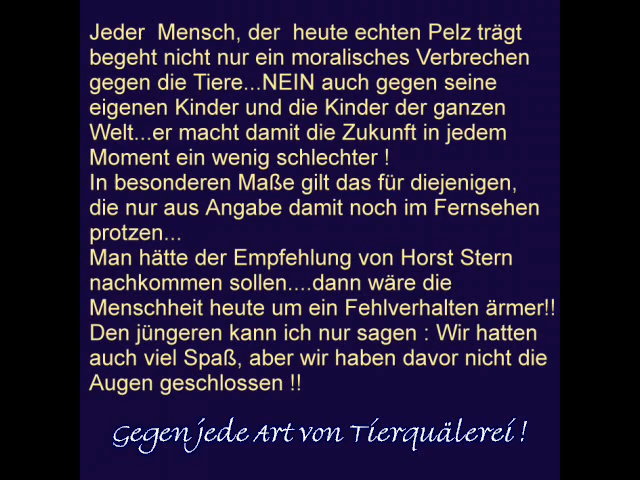 Jeder  Mensch, der  heute echten Pelz trägt
begeht nicht nur ein moralisches Verbrechen
gegen die Tiere...NEIN auch gegen seine
eigenen Kinder und die Kinder der ganzen
Welt...er macht damit die Zukunft in jedem
Moment ein wenig schlechter !
In besonderen Maße gilt das für diejenigen,
die nur aus Angabe damit noch im Fernsehen
protzen...
Man hätte der Empfehlung von Horst Stern
nachkommen sollen....dann wäre die
Menschheit heute um ein Fehlverhalten ärmer!!
Den jüngeren kann ich nur sagen : Wir hatten
auch viel Spaß, aber wir haben davor nicht die
Augen geschlossen !!
Gegen jede Art von Tierquälerei !